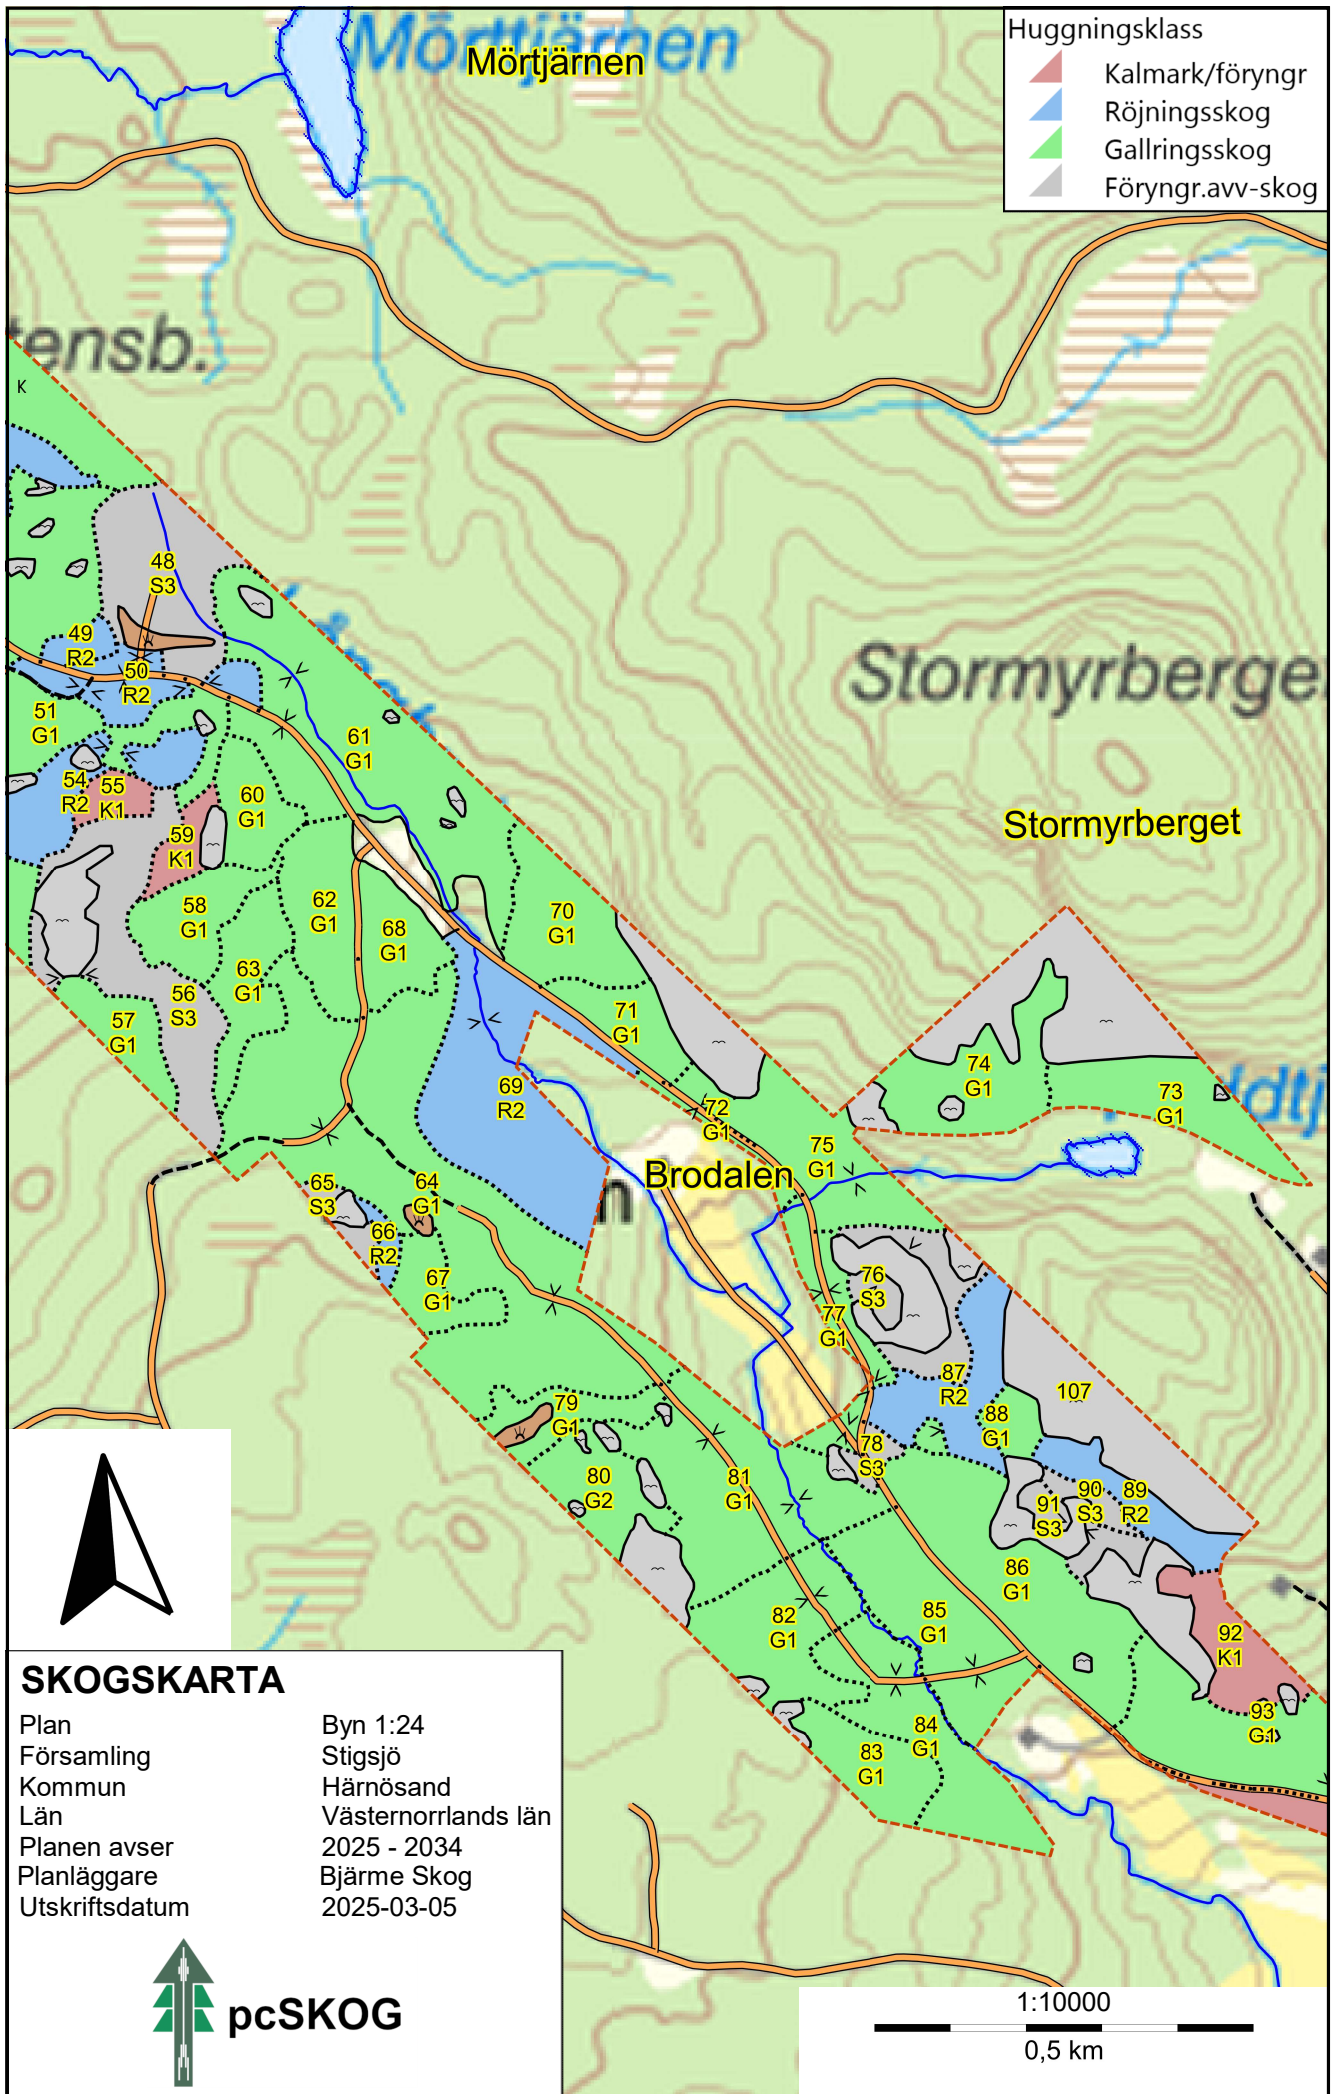 Mörttjärnen
Mörtjärnen
Huggningsklass
Kalmark/föryngr
Röjningsskog
Gallringsskog
Föryngr.avv-skog
tensb.
K
48
S3
49
R2
50
R2
51
G1
61
G1
54
R2
55
K1
60
G1
59
K1
58
G1
62
G1
68
G1
70
G1
63
G1
56
S3
57
G1
71
G1
69
R2
72
G1
Stormyrberge
Stormyrberget
74
G1
73
G1
ddtj
75
G1
Brodalen
n
65
S3
64
G1
66
R2
67
G1
76
S3
77
G1
87
R2
107
88
G1
79
G1
78
S3
80
G2
81
G1
91
S3
90
S3
89
R2
86
G1
82
G1
85
G1
92
K1
84
G1
83
G1
93
G1
SKOGSKARTA
Plan Byn 1:24
Församling Stigsjö
Kommun Härnösand
Län Västernorrlands län
Planen avser 2025 - 2034
Planläggare Bjärme Skog
Utskriftsdatum 2025-03-05
pcSKOG
1:10000
0,5 km